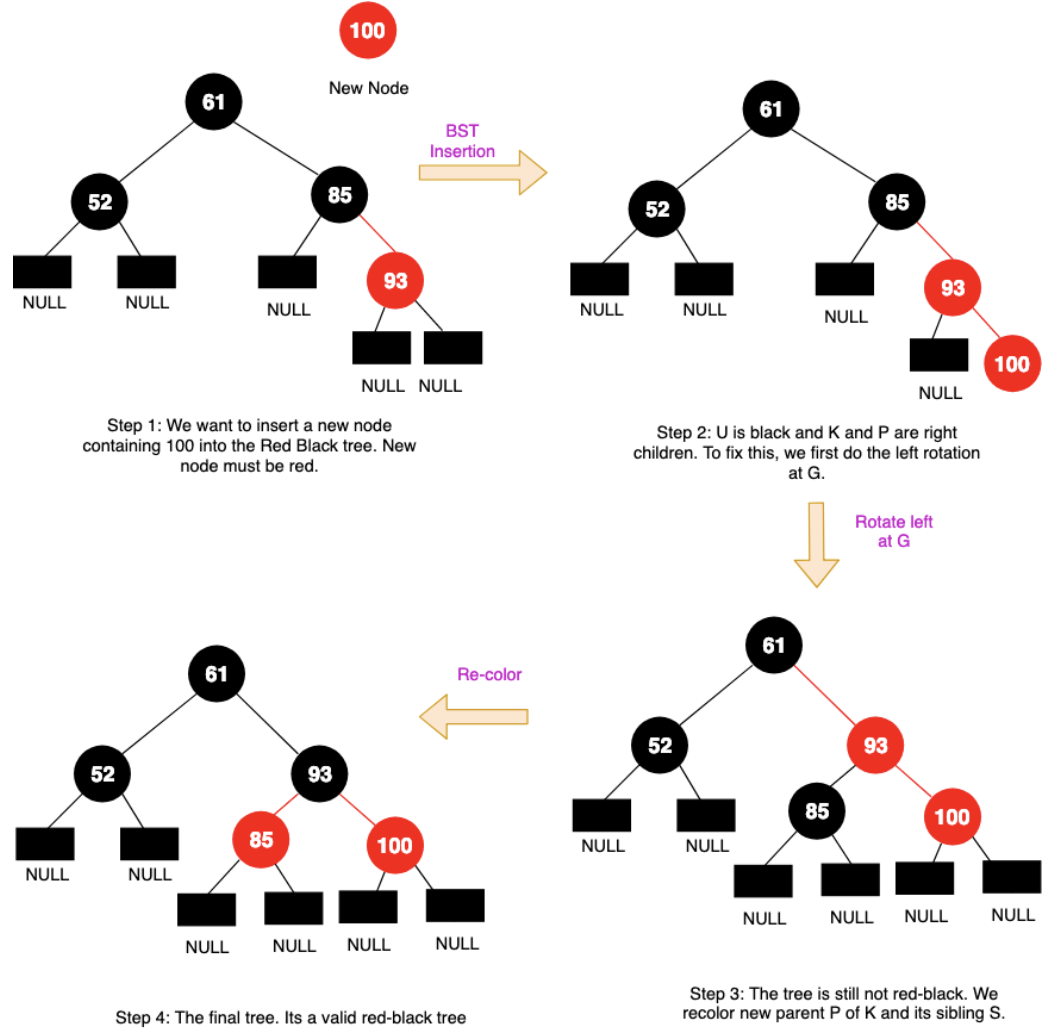 100
New Node
61
52
85
93
NULL
NULL
NULL
NULL
NULL
Step 1: We want to insert a new node
containing 100 into the Red Black tree. New
node must be red.
BST
Insertion
61
52
85
93
100
NULL
NULL
NULL
NULL
Step 2: U is black and K and P are right
children. To fix this, we first do the left rotation
at G.
Rotate left
at G
61
52
93
85
100
NULL
NULL
NULL
NULL
NULL
NULL
Step 3: The tree is still not red-black. We
recolor new parent P of K and its sibling S.
Re-color
61
52
93
85
100
NULL
NULL
NULL
NULL
NULL
NULL
Step 4: The final tree. Its a valid red-black tree